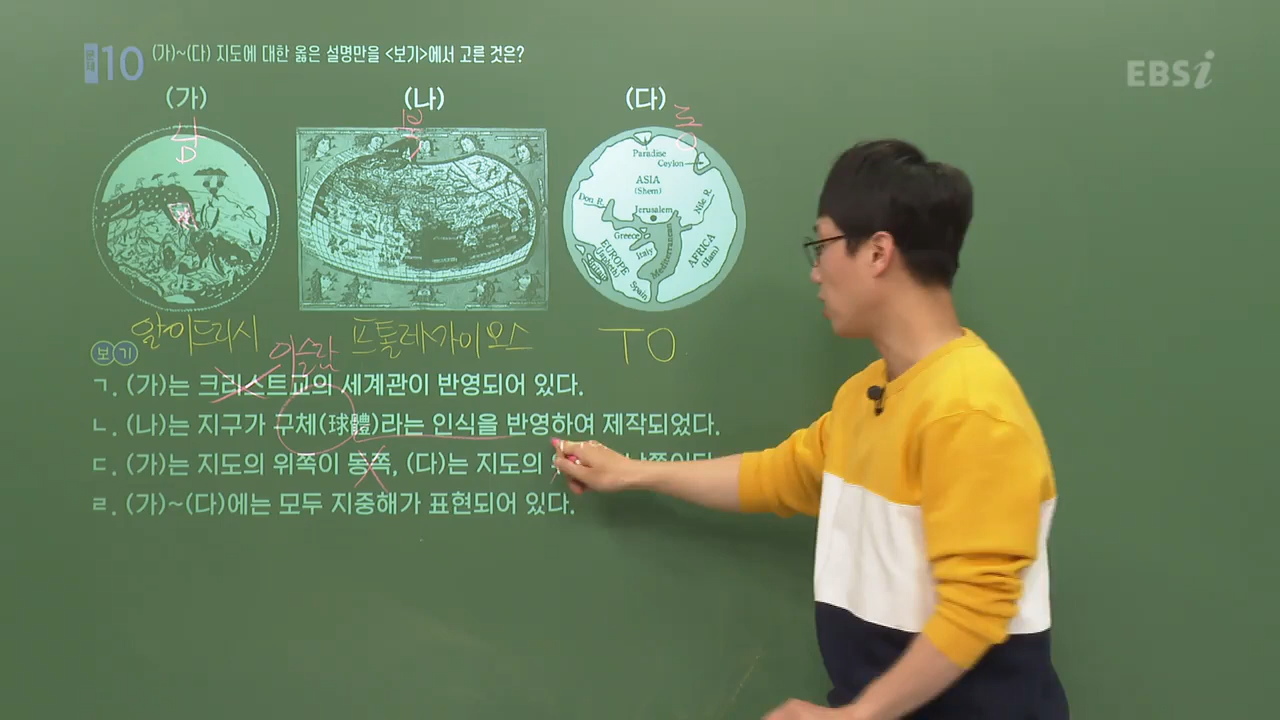 문제 10 (가)~(다) 지도에 대한 옳은 설명만을 <보기>에서 고른 것은?
EBSi
(가) (나) (다)
남 북 동
Paradise
Ceylon
ASIA
(Shem)
Don R.
Nile R.
Jerusalem
Greece
Italy
Mediterranean
EUROPE
(Japheth)
AFRICA
(Ham)
Britain
Spain
알이드리시 프톨레마이오스 TO
보기
이슬람
ㄱ. (가)는 크리스트교의 세계관이 반영되어 있다.
ㄴ. (나)는 지구가 구체(球體)라는 인식을 반영하여 제작되었다.
ㄷ. (가)는 지도의 위쪽이 동쪽, (다)는 지도의
ㄹ. (가)~(다)에는 모두 지중해가 표현되어 있다.